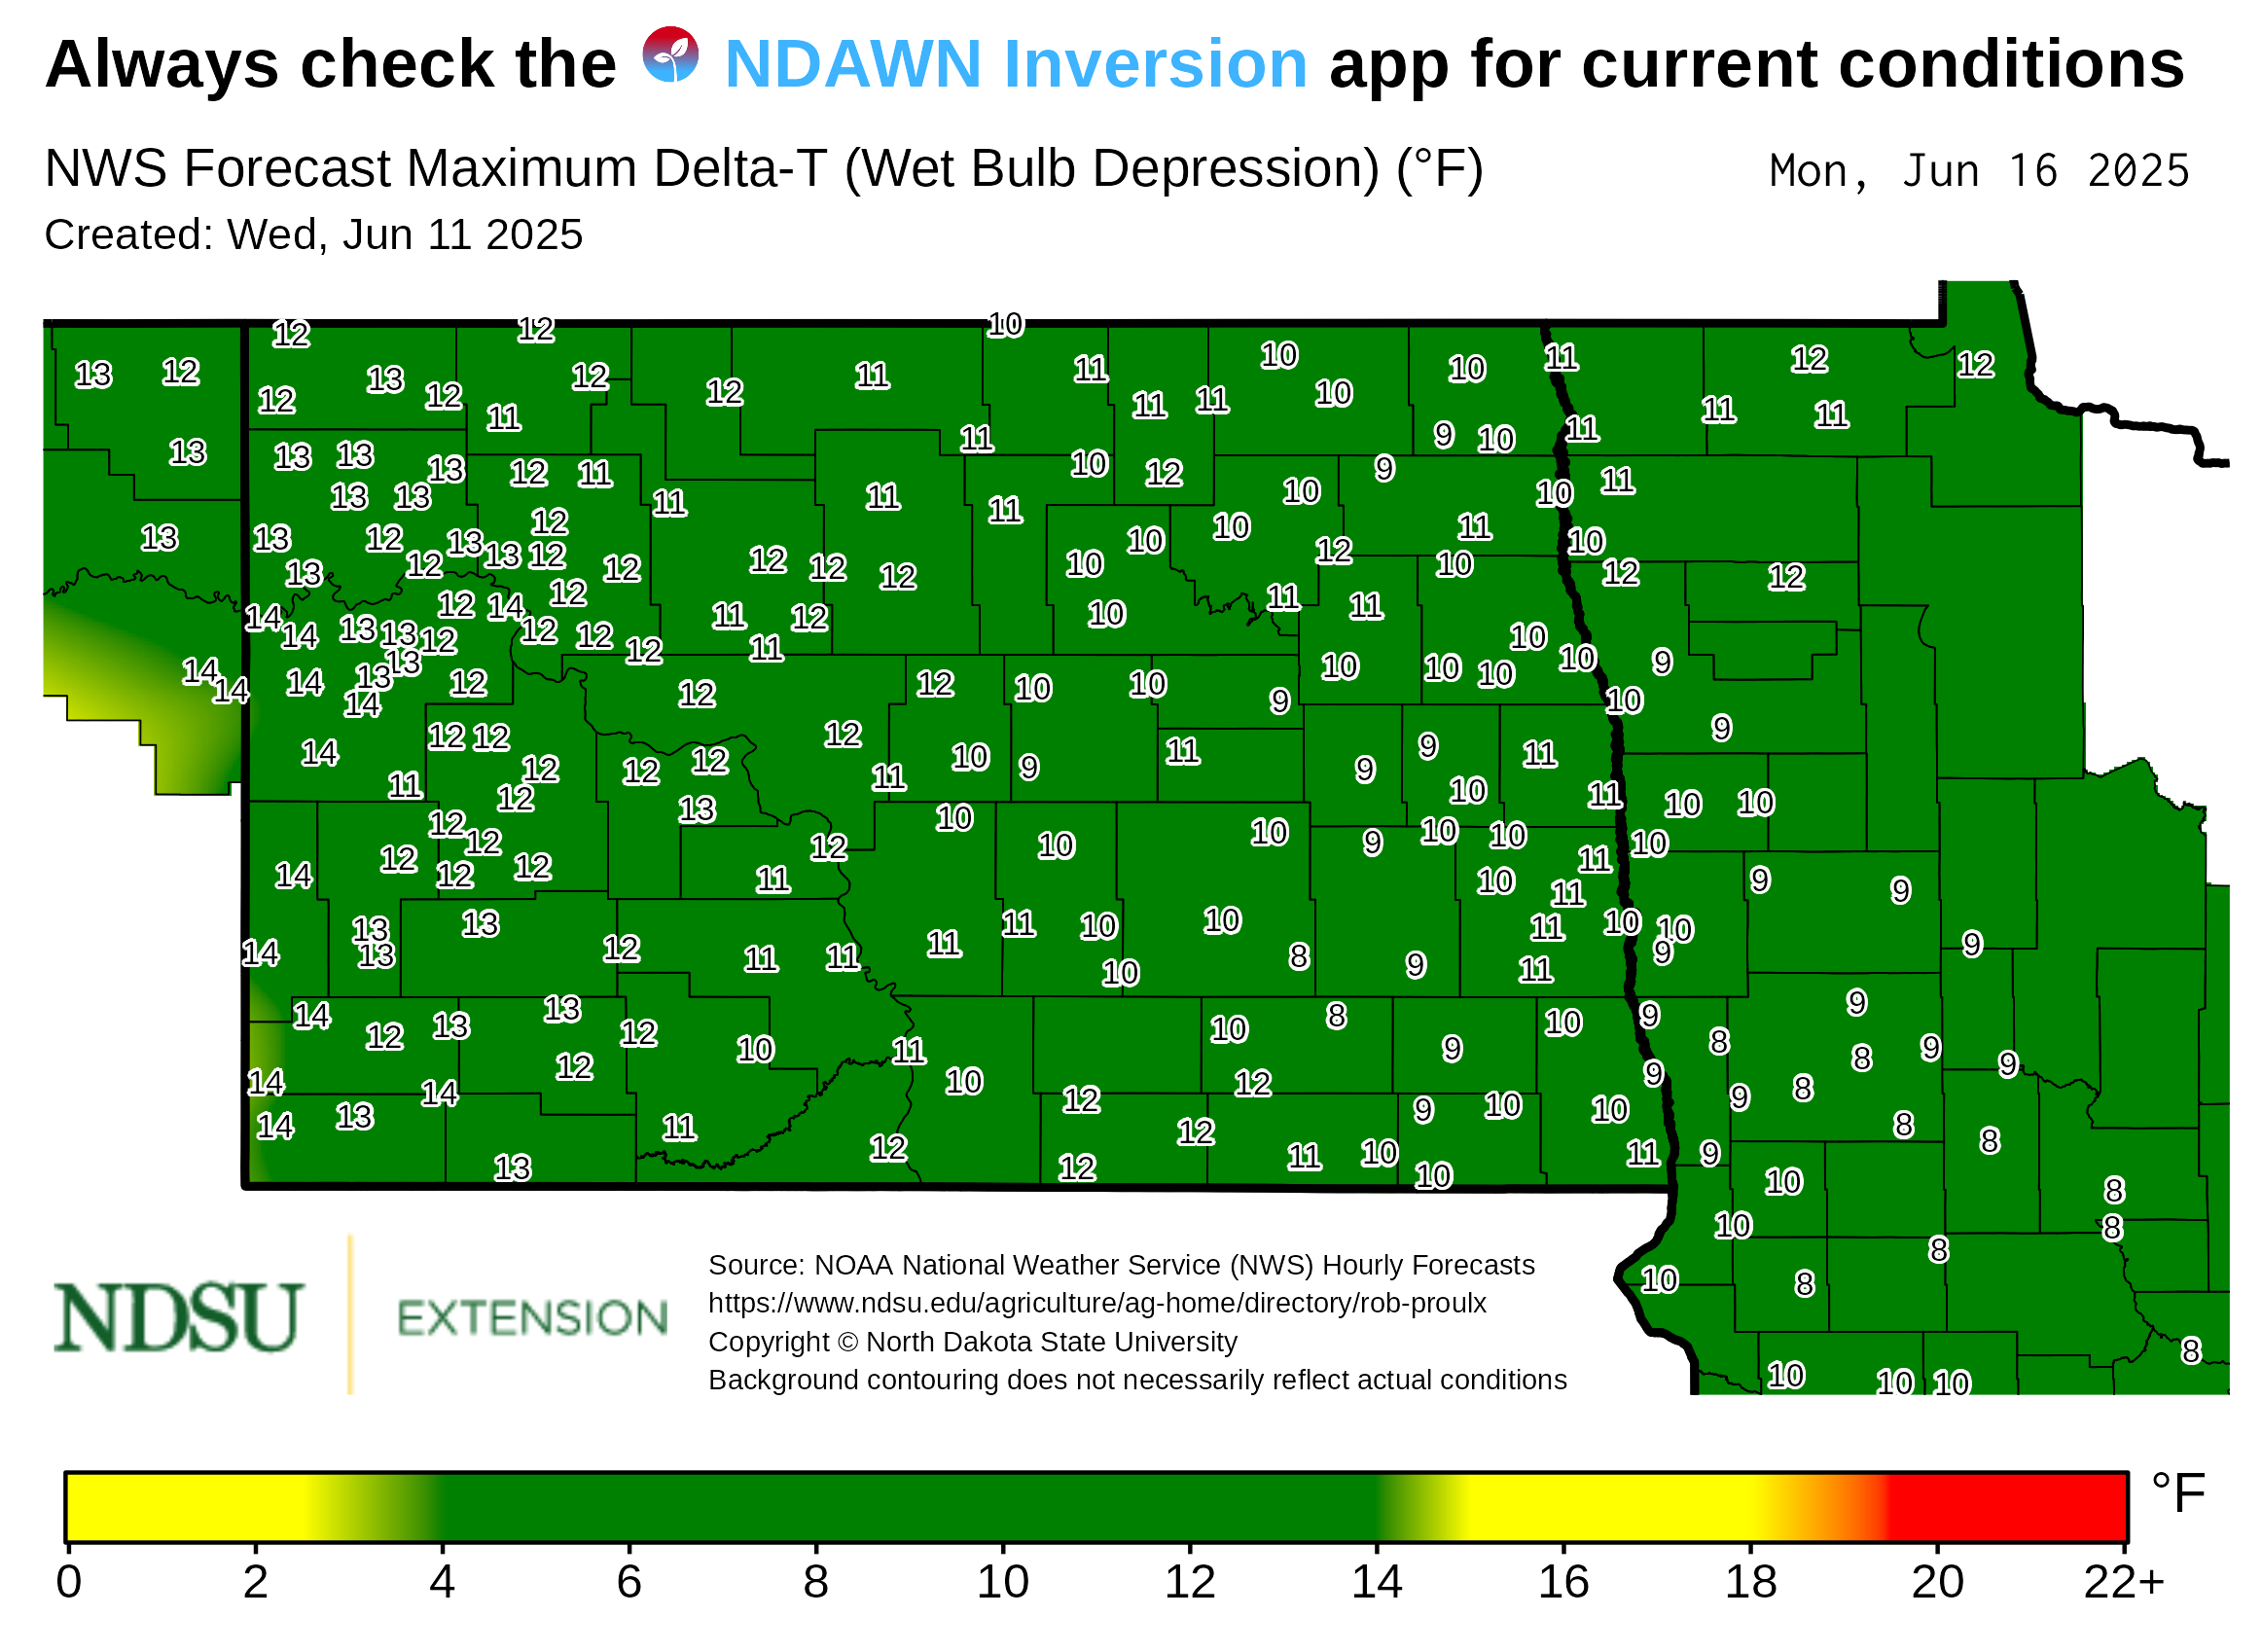 Always check the NDAWN Inversion app for current conditions
NWS Forecast Maximum Delta-T (Wet Bulb Depression) (°F)
Mon, Jun 16 2025
Created: Wed, Jun 11 2025
12 12 10
13 12 12 13 12 12 11 12 11 11 11 11 10 10 10 11 12 12
13 13 13 13 12 11 11 11 10 12 9 10 11 11 11
13 13 13 12 11 11 11 10 9 10 11
13 13 12 13 13 12 12 12 12 12 12 10 10 10 12 11 10 10 12 12
13 12 12 14 12 11 12 10 11 11
14 14 13 13 12 12 12 12 11 10 10 10 10 10 9
14 14 14 13 13 14 12 12 12 10 10 9 10
14 12 12 12 12 12 12 11 10 9 11 9 9 11 9
11 12 12 13 10 10 11 10 10
14 12 12 12 12 12 11 12 10 10 9 10 10 10 11 10 9 9
14 13 13 13 12 11 11 11 11 10 10 10 8 9 10 11 11 11 10 10 9 9
14 12 13 13 12 12 10 11 10 10 8 9 10 9 8 9 8 9 9
14 14 14 13 13 11 12 12 12 12 12 11 10 10 9 10 10 11 9 9 9 8 8 8
10 10 10 8 8 8 8
8
10 10 10
NDSU EXTENSION
Source: NOAA National Weather Service (NWS) Hourly Forecasts
https://www.ndsu.edu/agriculture/ag-home/directory/rob-proulx
Copyright © North Dakota State University
Background contouring does not necessarily reflect actual conditions
°F
0 2 4 6 8 10 12 14 16 18 20 22+